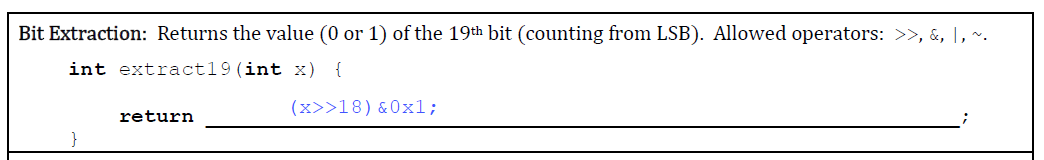 Bit Extraction: Returns the value (0 or 1) of the 19th bit (counting from LSB). Allowed operators: >>, &, |, ~.
int extract19(int x) {
return (x>>18)&0x1; ;
}